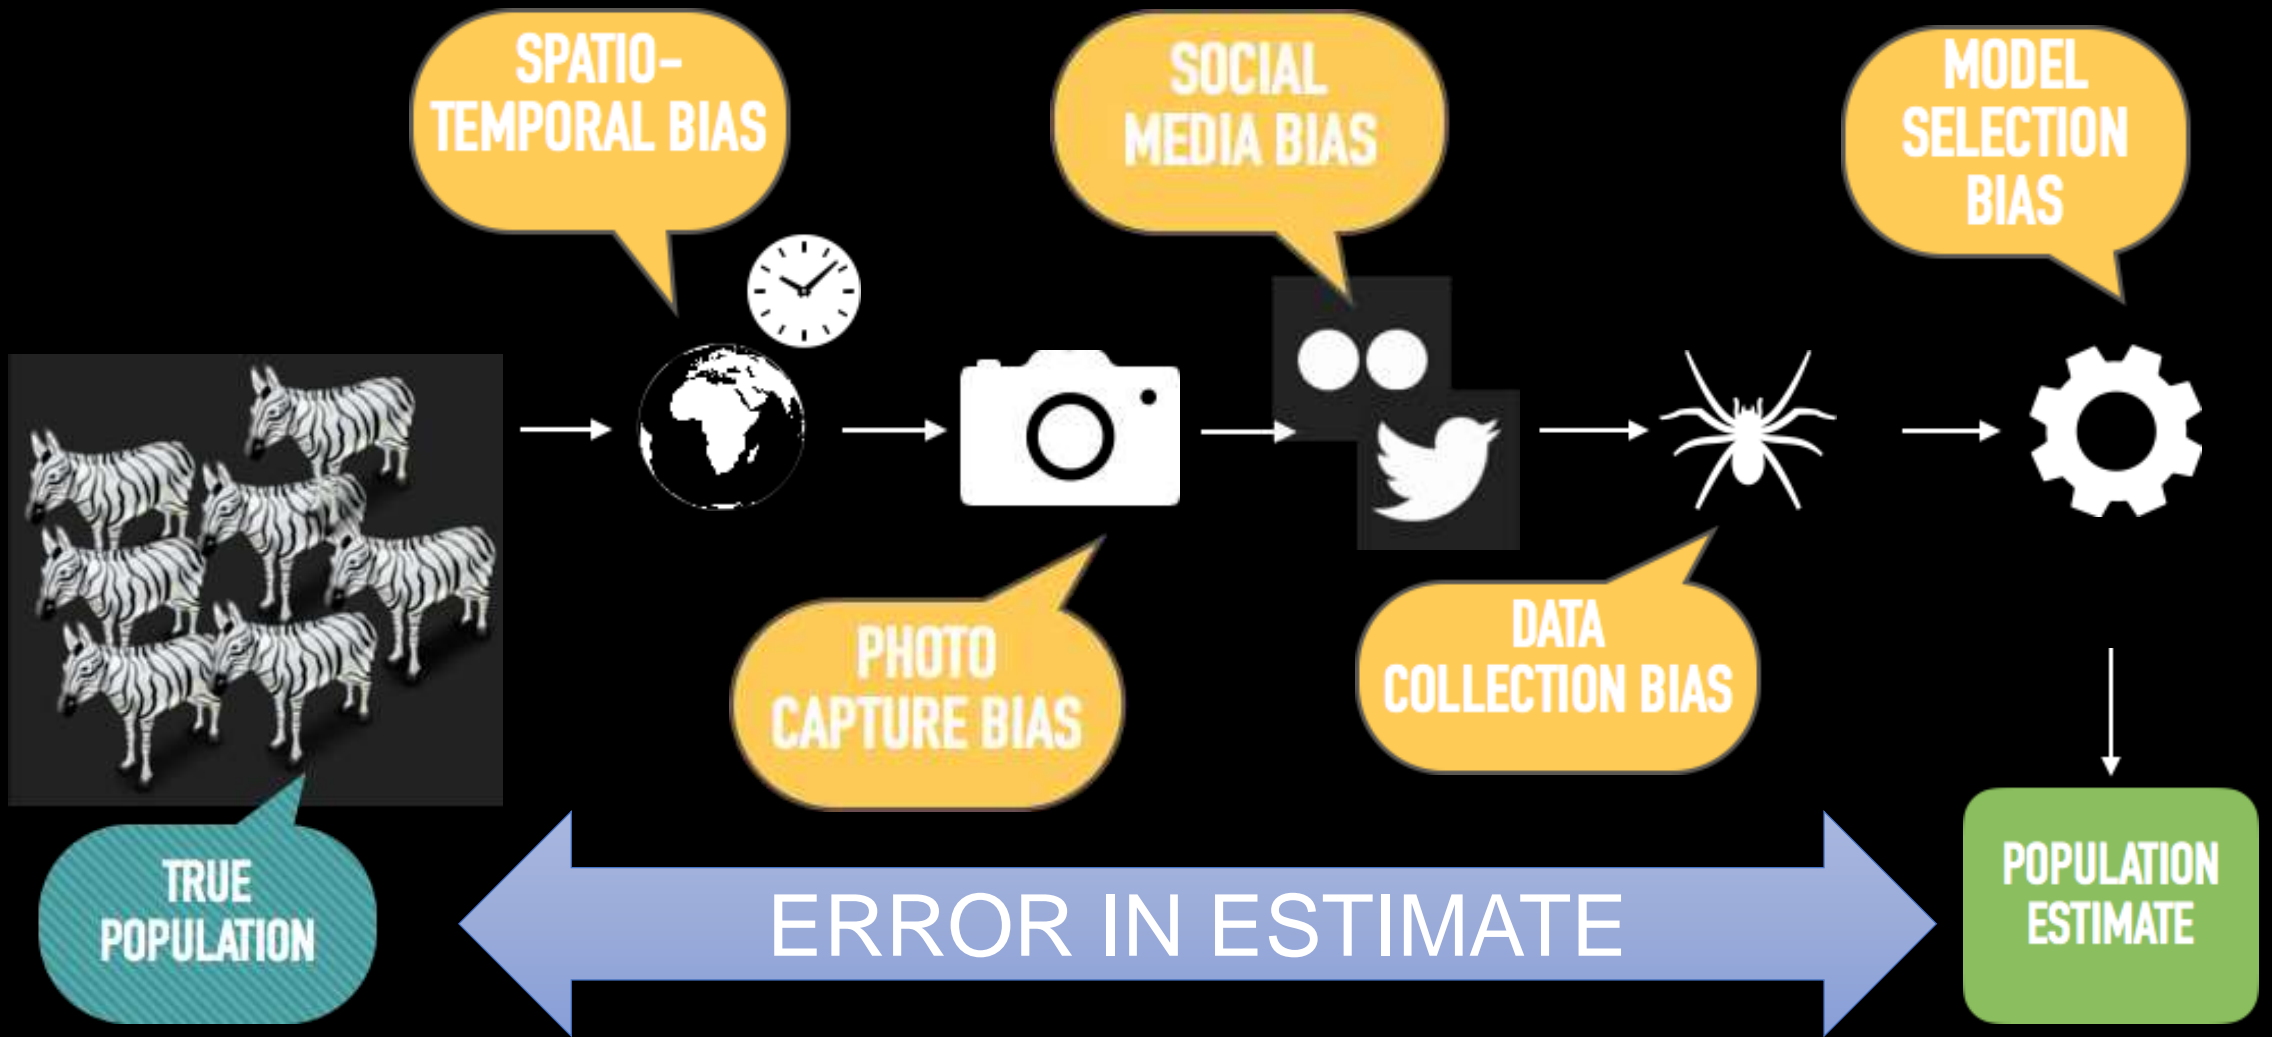 SPATIO-
TEMPORAL BIAS
SOCIAL
MEDIA BIAS
MODEL
SELECTION
BIAS
PHOTO
CAPTURE BIAS
DATA
COLLECTION BIAS
TRUE
POPULATION
ERROR IN ESTIMATE
POPULATION
ESTIMATE